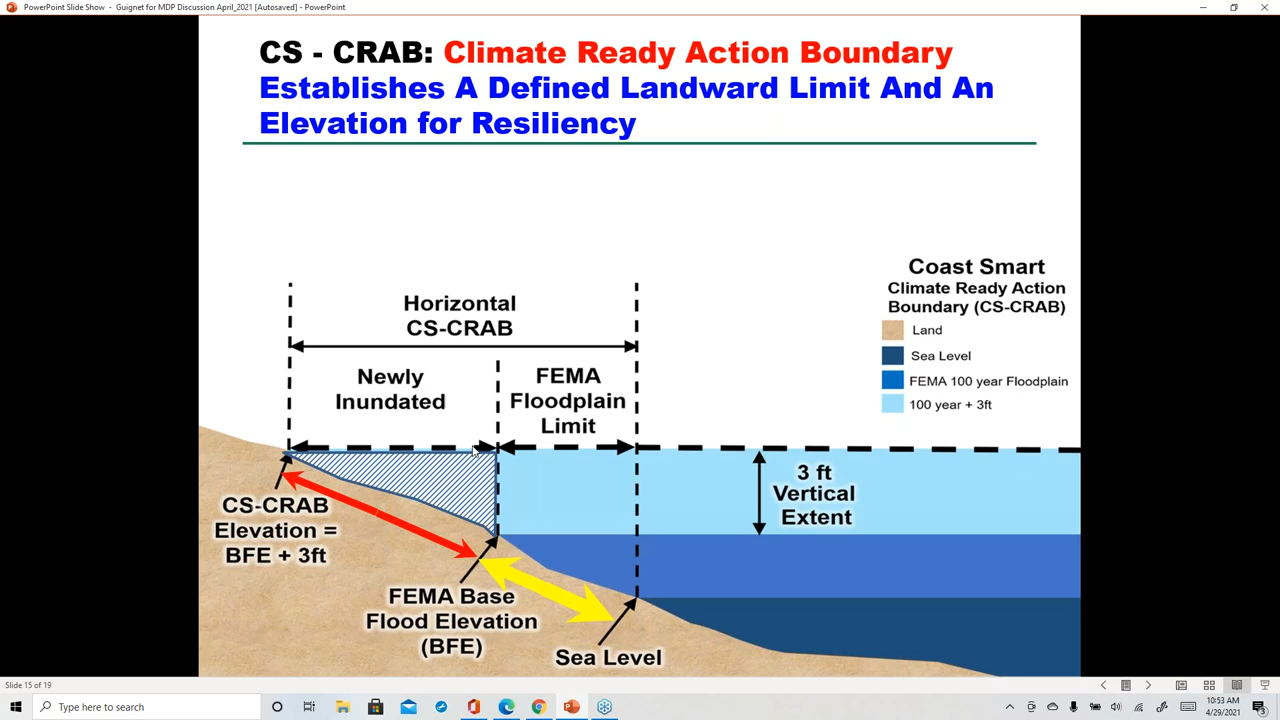 PowerPoint Slide Show - Guignet for MDP Discussion April_2021 [Autosaved] - PowerPoint
CS - CRAB: Climate Ready Action Boundary
Establishes A Defined Landward Limit And An
Elevation for Resiliency
Coast Smart
Climate Ready Action
Boundary (CS-CRAB)
Land
Sea Level
FEMA 100 year Floodplain
100 year + 3ft
Horizontal
CS-CRAB
Newly
Inundated
FEMA
Floodplain
Limit
3 ft
Vertical
Extent
CS-CRAB
Elevation =
BFE + 3ft
FEMA Base
Flood Elevation
(BFE)
Sea Level
Slide 15 of 19
Type here to search
10:53 AM
4/29/2021
3